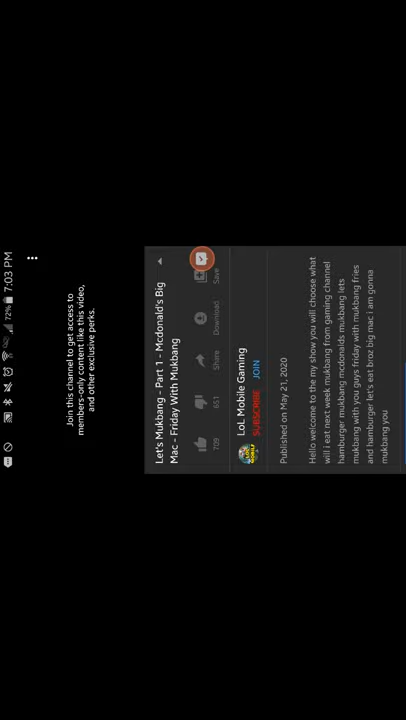 72% 7:03 PM
Join this channel to get access to
members-only content like this video,
and other exclusive perks.
Let's Mukbang - Part 1 - Mcdonald's Big
Mac - Friday With Mukbang
709
651
Share
Download
Save
LoL Mobile Gaming
SUBSCRIBE JOIN
Published on May 21, 2020
Hello welcome to the my show you will choose what
will i eat next week mukbang from gaming channel
hamburger mukbang mcdonalds mukbang lets
mukbang with you guys friday with mukbang fries
and hamburger let's eat broz big mac i am gonna
mukbang you